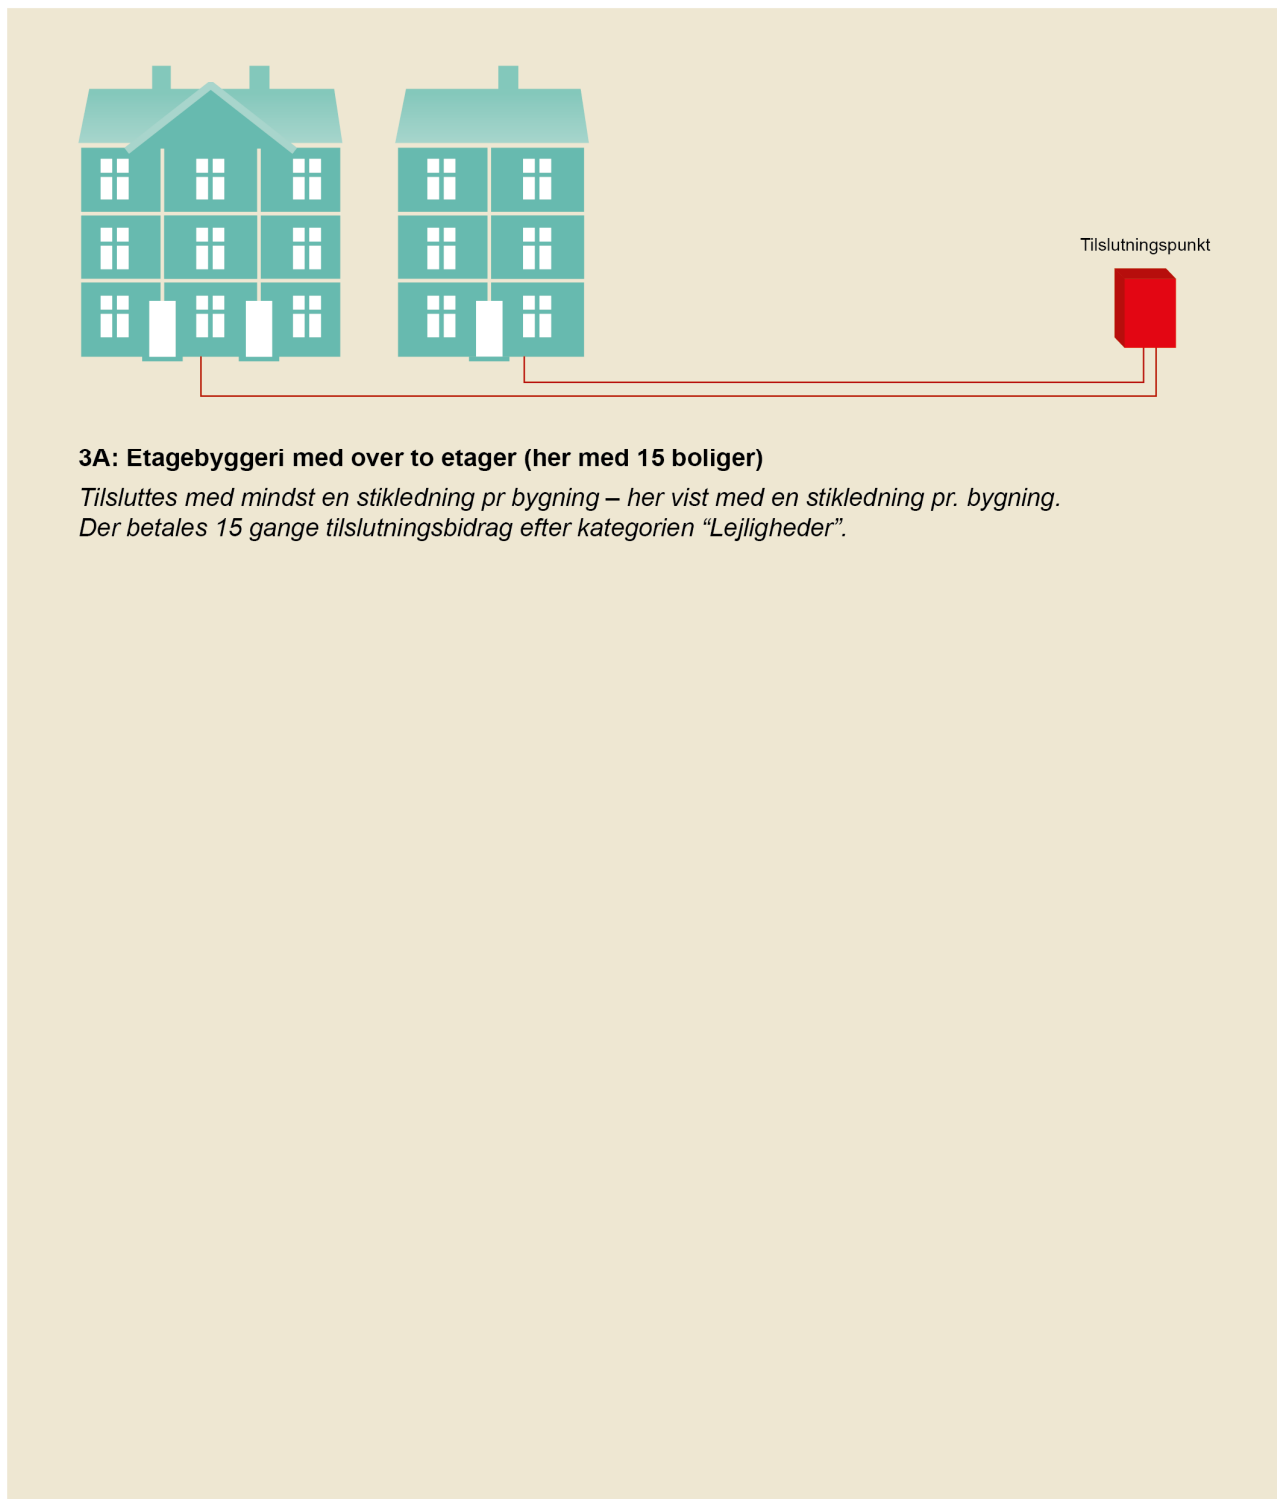 Tilslutningspunkt
3A: Etagebyggeri med over to etager (her med 15 boliger)
Tilsluttes med mindst en stikledning pr bygning – her vist med en stikledning pr. bygning.
Der betales 15 gange tilslutningsbidrag efter kategorien “Lejligheder”.